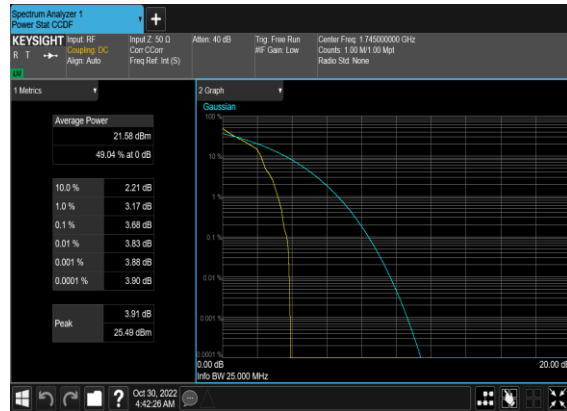 Spectrum Analyzer 1
Power Stat CCDF
+
KEYSIGHT
R T
LXI
Input: RF
Coupling: DC
Align: Auto
Input Z: 50 Ω
Corr CCorr
Freq Ref: Int (S)
Atten: 40 dB
Trig: Free Run
#IF Gain: Low
Center Freq: 1.745000000 GHz
Counts: 1.00 M/1.00 Mpt
Radio Std: None
1 Metrics
Average Power
21.58 dBm
49.04 % at 0 dB
10.0 % 2.21 dB
1.0 % 3.17 dB
0.1 % 3.68 dB
0.01 % 3.83 dB
0.001 % 3.88 dB
0.0001 % 3.90 dB
Peak
3.91 dB
25.49 dBm
2 Graph
Gaussian
100 %
10 %
1 %
0.1 %
0.01 %
0.001 %
0.0001 %
0.00 dB
20.00 dB
Info BW 25.000 MHz
?
Oct 30, 2022
4:42:26 AM